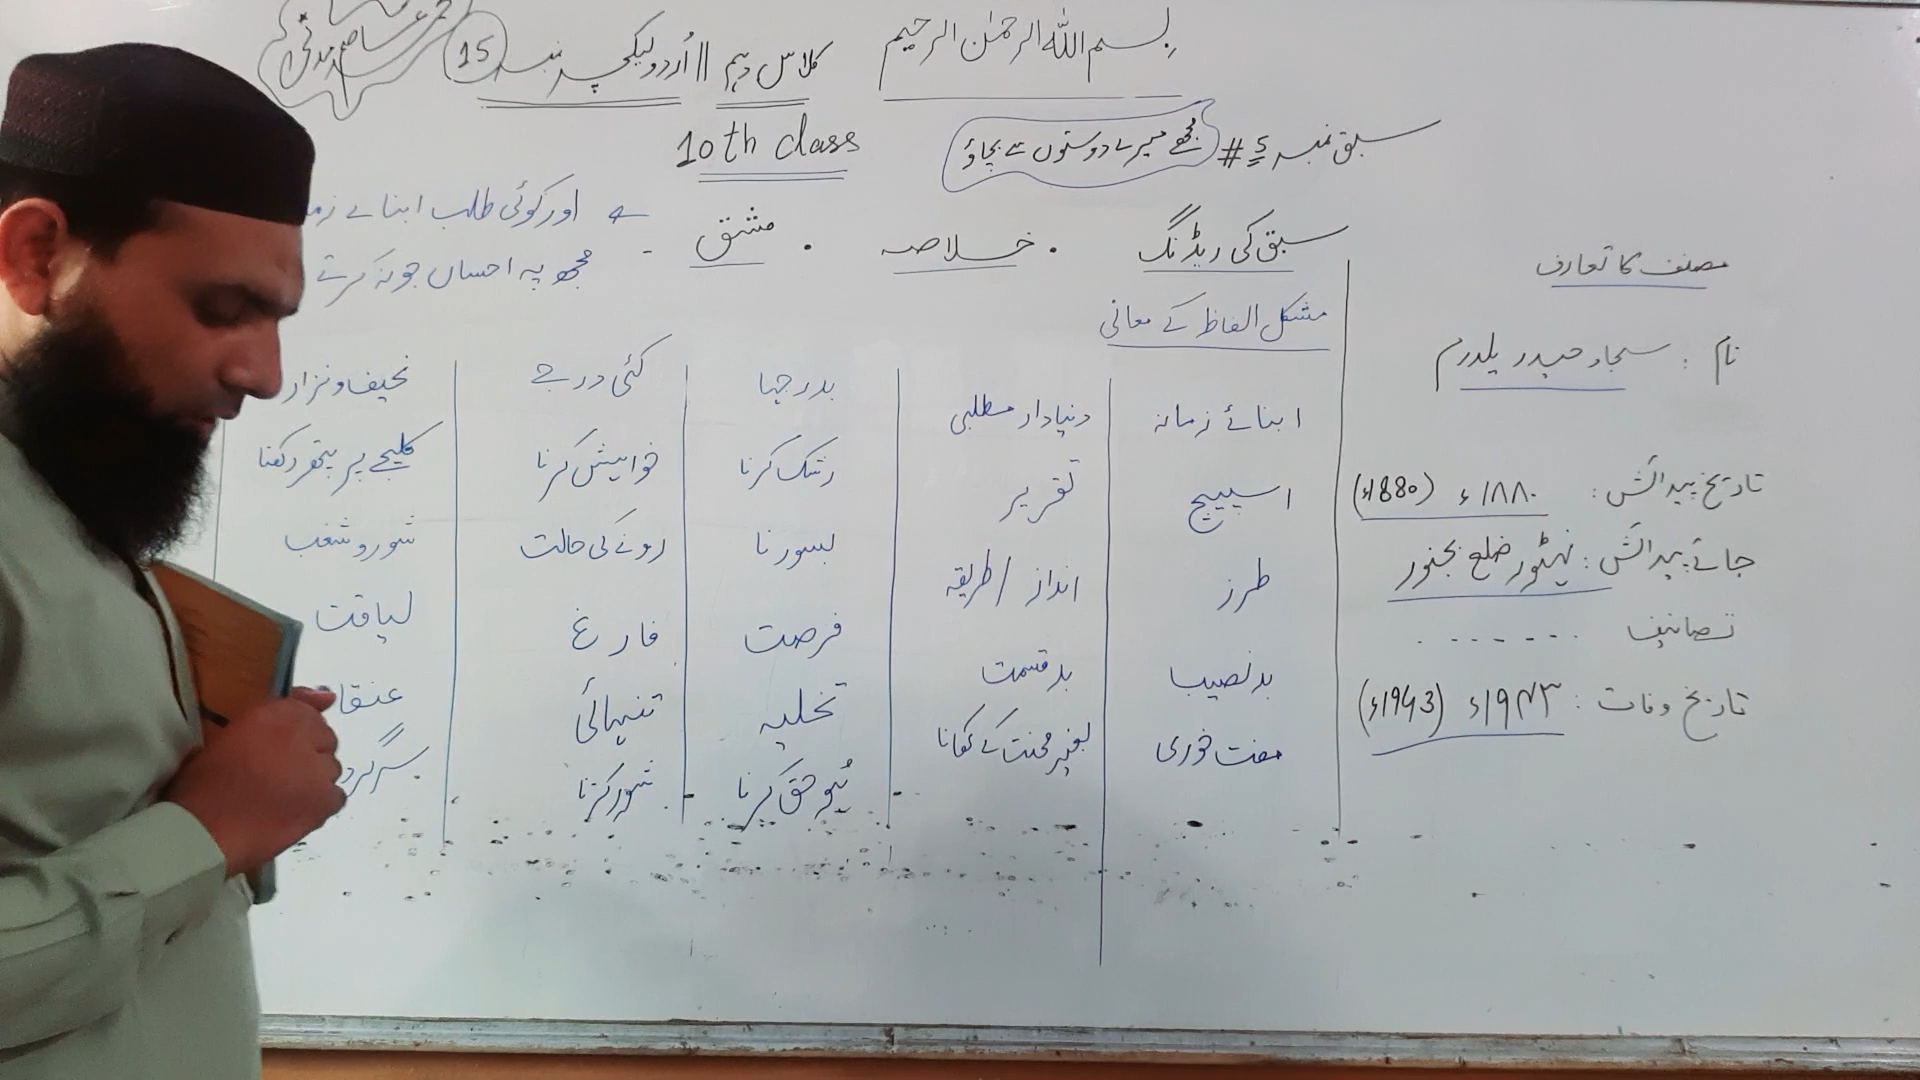 بسم اللہ الرحمٰن الرحیم
کلاس دہم || اُردو لیکچر نمبر 15
10th class
سبق نمبر 5 # مجھے میرے دوستوں سے بچاؤ
سبق کی ریڈنگ . خلاصہ . مشق
اور کوئی طلب ابنائے
مجھ پہ احساں جو نہ کرتے
مصنف کا تعارف
نام : سجاد حیدر یلدرم
تاریخ پیدائش : ۱۸۸۰ء (1880ء)
جائے پیدائش : نہٹور ضلع بجنور
تصانیف .......
تاریخ وفات : ۱۹۴۳ء (1943ء)
مشکل الفاظ کے معانی
ابنائے زمانہ دنیادار مطلبی
اسپیچ تقریر
طرز انداز / طریقہ
بدنصیب بدقسمت
مفت خوری بغیر محنت کے کھانا
بدرجہا کئی درجے
رشک کرنا خواہش کرنا
بسورنا رونے کی حالت
فرصت فارغ
تخلیہ تنہائی
ہُو حق کرنا شور کرنا
نحیف و نزار
کلیجے پر پتھر رکھنا
شور و شغب
لیاقت
عنقا